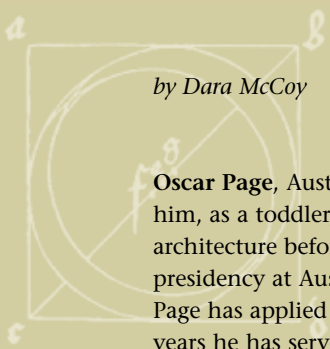 a
b
by Dara McCoy
Oscar Page, Aust
him, as a toddler
architecture befo
presidency at Aus
Page has applied
c
years he has serv